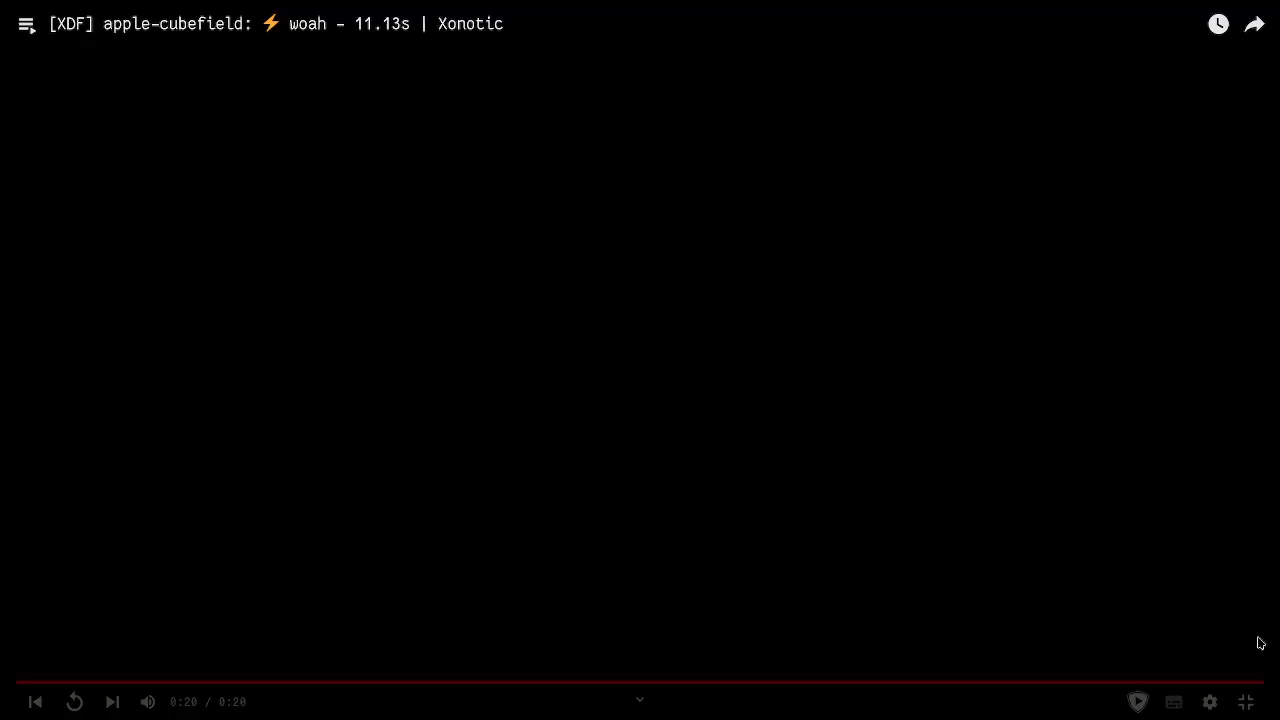 [XDF] apple-cubefield: ⚡ woah - 11.13s | Xonotic
0:20 / 0:20